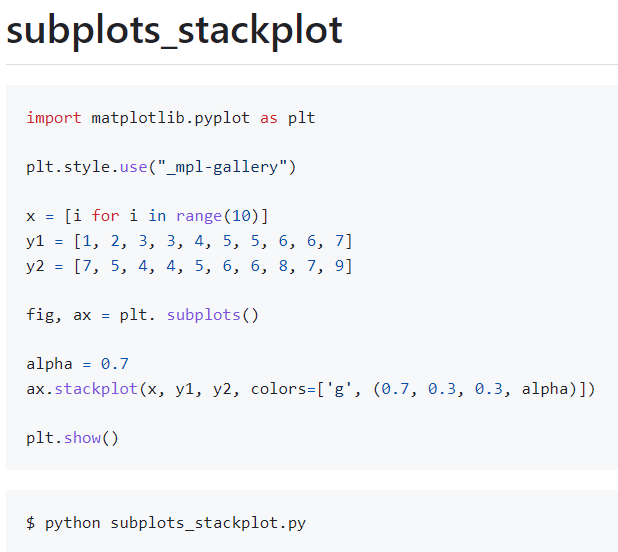 subplots_stackplot
import matplotlib.pyplot as plt
plt.style.use("_mpl-gallery")
x = [i for i in range(10)]
y1 = [1, 2, 3, 3, 4, 5, 5, 6, 6, 7]
y2 = [7, 5, 4, 4, 5, 6, 6, 8, 7, 9]
fig, ax = plt. subplots()
alpha = 0.7
ax.stackplot(x, y1, y2, colors=['g', (0.7, 0.3, 0.3, alpha)])
plt.show()
$ python subplots_stackplot.py